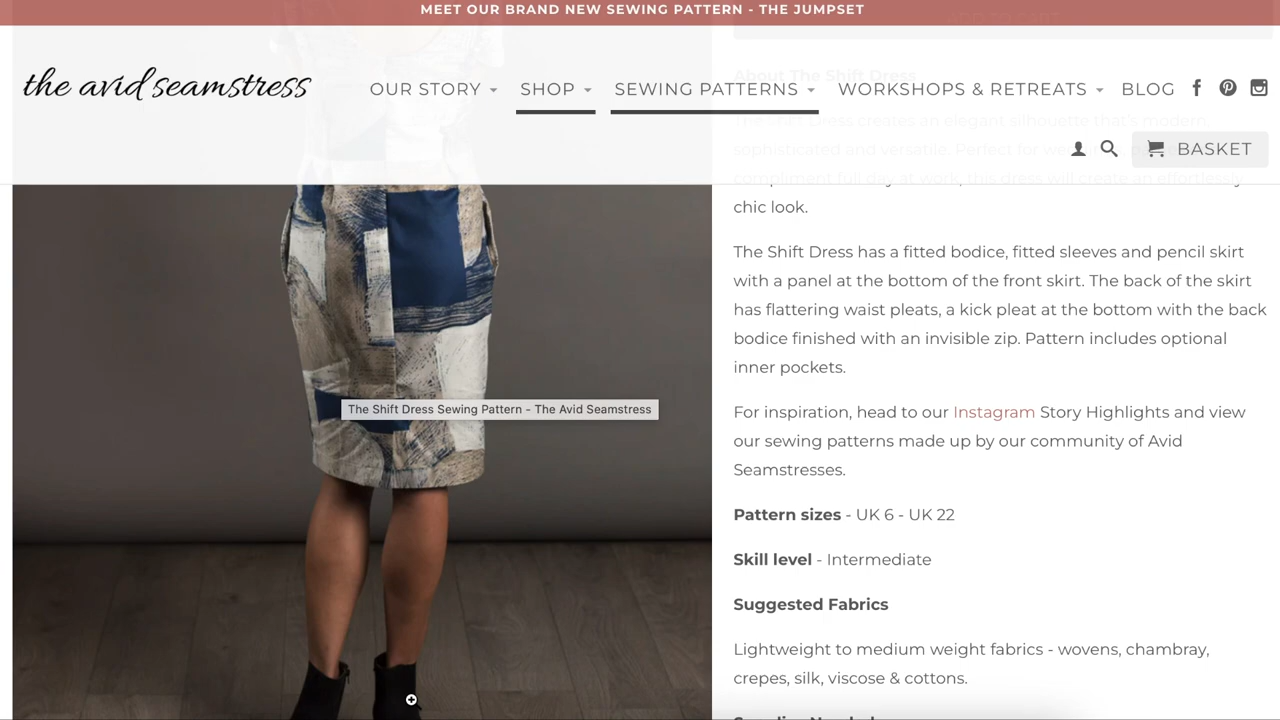 MEET OUR BRAND NEW SEWING PATTERN - THE JUMPSET
the avid seamstress
OUR STORY
SHOP
SEWING PATTERNS
WORKSHOPS & RETREATS
BLOG
BASKET
About The Shift Dress
The Shift Dress creates an elegant silhouette that's modern,
sophisticated and versatile. Perfect for
compliment full day at work, this dress will create an effortlessly
chic look.
The Shift Dress has a fitted bodice, fitted sleeves and pencil skirt
with a panel at the bottom of the front skirt. The back of the skirt
has flattering waist pleats, a kick pleat at the bottom with the back
bodice finished with an invisible zip. Pattern includes optional
inner pockets.
For inspiration, head to our Instagram Story Highlights and view
our sewing patterns made up by our community of Avid
Seamstresses.
Pattern sizes - UK 6 - UK 22
Skill level - Intermediate
Suggested Fabrics
Lightweight to medium weight fabrics - wovens, chambray,
crepes, silk, viscose & cottons.
The Shift Dress Sewing Pattern - The Avid Seamstress